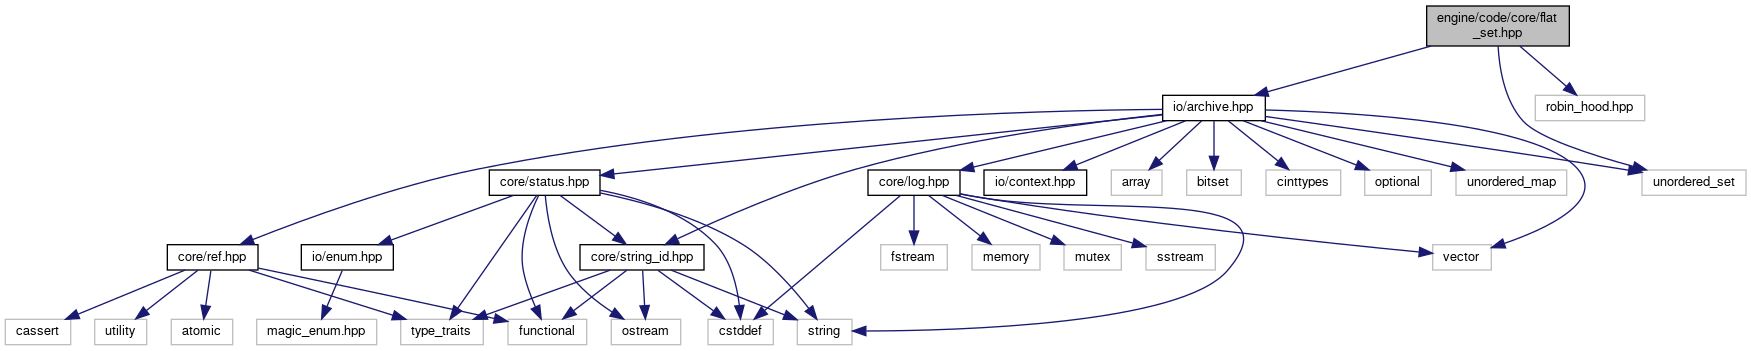 engine/code/core/flat
_set.hpp
io/archive.hpp
robin_hood.hpp
core/status.hpp
core/log.hpp
io/context.hpp
array
bitset
cinttypes
optional
unordered_map
unordered_set
core/ref.hpp
io/enum.hpp
core/string_id.hpp
fstream
memory
mutex
sstream
vector
cassert
utility
atomic
magic_enum.hpp
type_traits
functional
ostream
cstddef
string